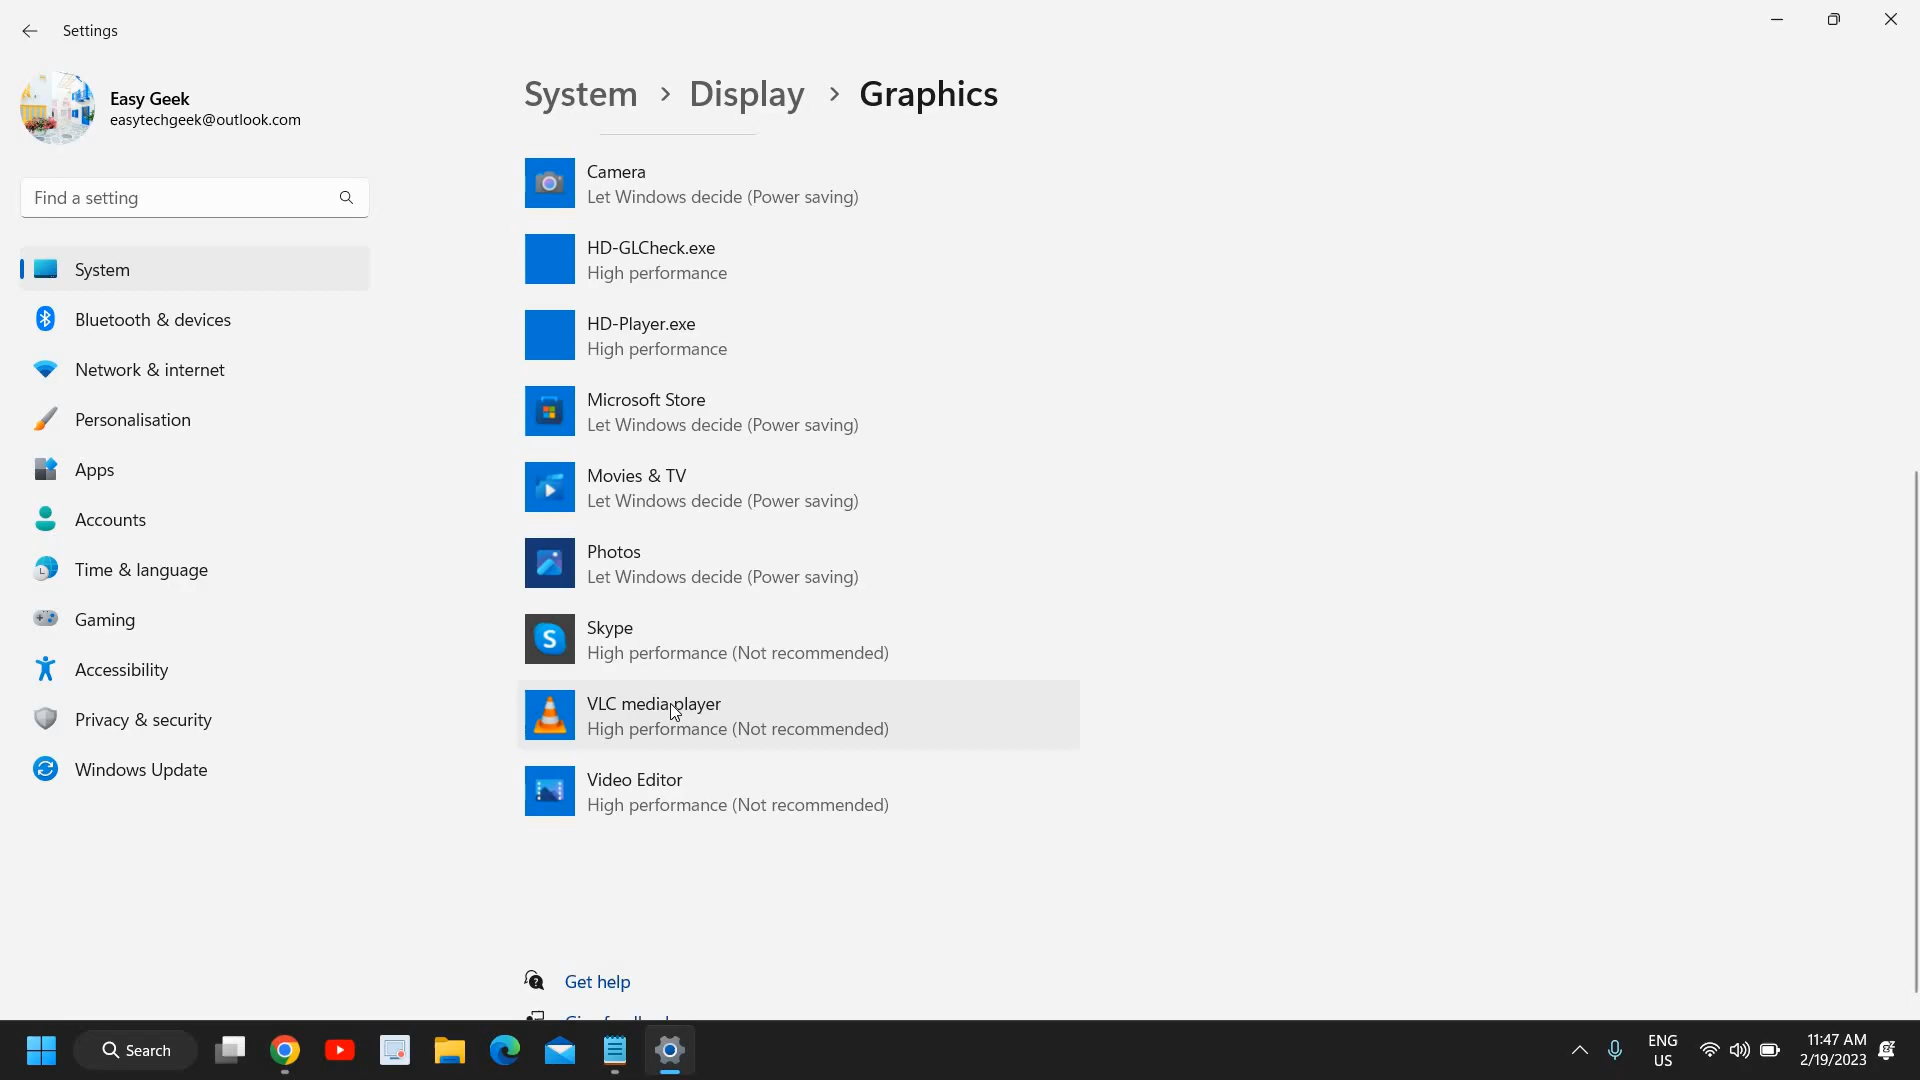 Settings
Easy Geek
easytechgeek@outlook.com
Find a setting
System
Bluetooth & devices
Network & internet
Personalisation
Apps
Accounts
Time & language
Gaming
Accessibility
Privacy & security
Windows Update
System > Display > Graphics
Camera
Let Windows decide (Power saving)
HD-GLCheck.exe
High performance
HD-Player.exe
High performance
Microsoft Store
Let Windows decide (Power saving)
Movies & TV
Let Windows decide (Power saving)
Photos
Let Windows decide (Power saving)
Skype
High performance (Not recommended)
VLC media player
High performance (Not recommended)
Video Editor
High performance (Not recommended)
Get help
Search
ENG
US
11:47 AM
2/19/2023